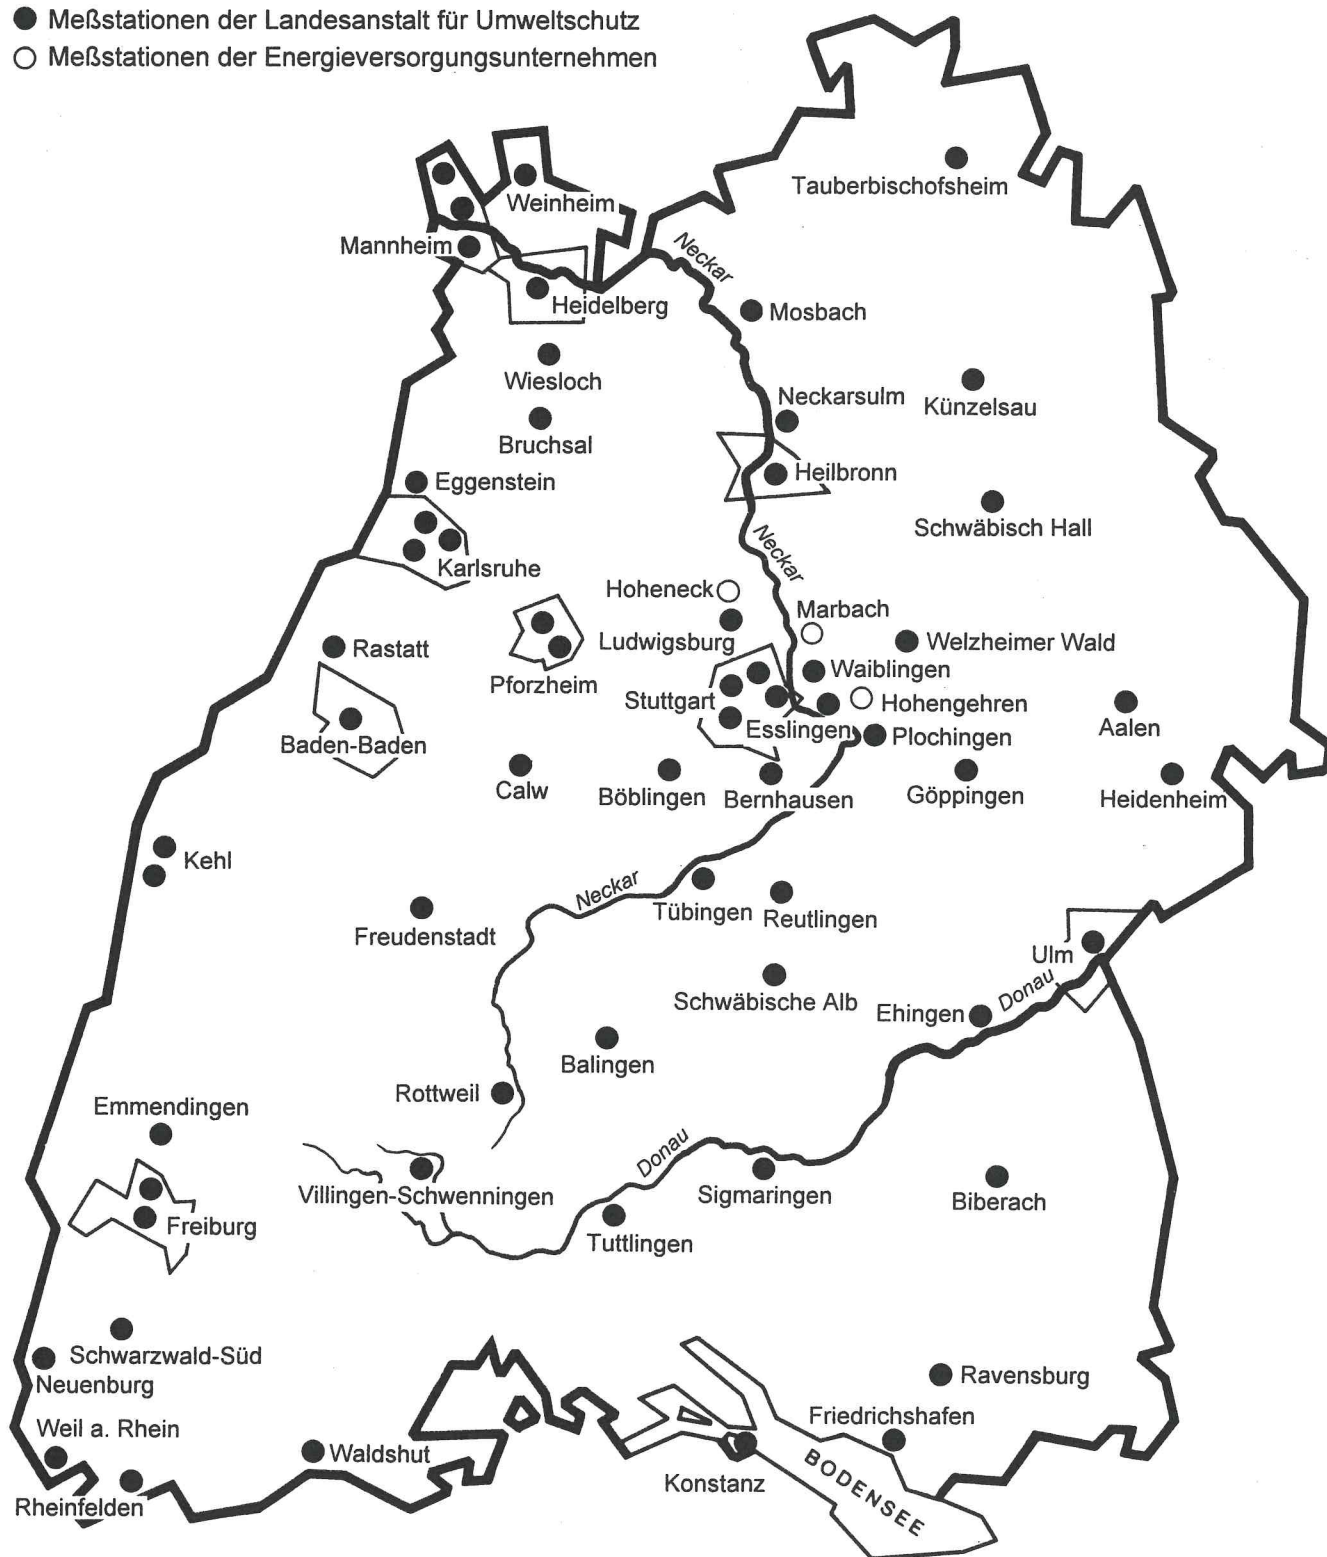 Meßstationen der Landesanstalt für Umweltschutz
Meßstationen der Energieversorgungsunternehmen
Tauberbischofsheim
Weinheim
Mannheim
Neckar
Heidelberg
Mosbach
Wiesloch
Neckarsulm
Künzelsau
Bruchsal
Heilbronn
Eggenstein
Schwäbisch Hall
Neckar
Karlsruhe
Hoheneck
Marbach
Ludwigsburg
Welzheimer Wald
Rastatt
Pforzheim
Waiblingen
Stuttgart
Hohengehren
Esslingen
Aalen
Baden-Baden
Plochingen
Calw
Böblingen
Bernhausen
Göppingen
Heidenheim
Kehl
Neckar
Tübingen
Reutlingen
Freudenstadt
Ulm
Schwäbische Alb
Donau
Ehingen
Balingen
Rottweil
Emmendingen
Donau
Villingen-Schwenningen
Sigmaringen
Biberach
Freiburg
Tuttlingen
Schwarzwald-Süd
Neuenburg
Ravensburg
Friedrichshafen
Weil a. Rhein
Waldshut
Konstanz
BODENSEE
Rheinfelden